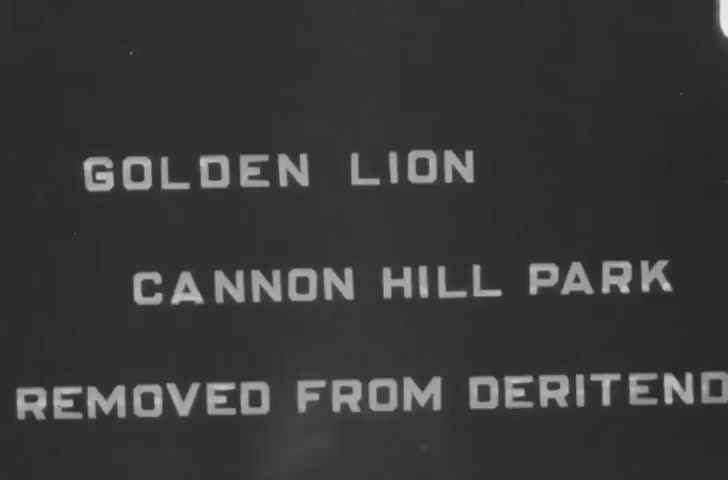 GOLDEN LION
CANNON HILL PARK
REMOVED FROM DERITEND